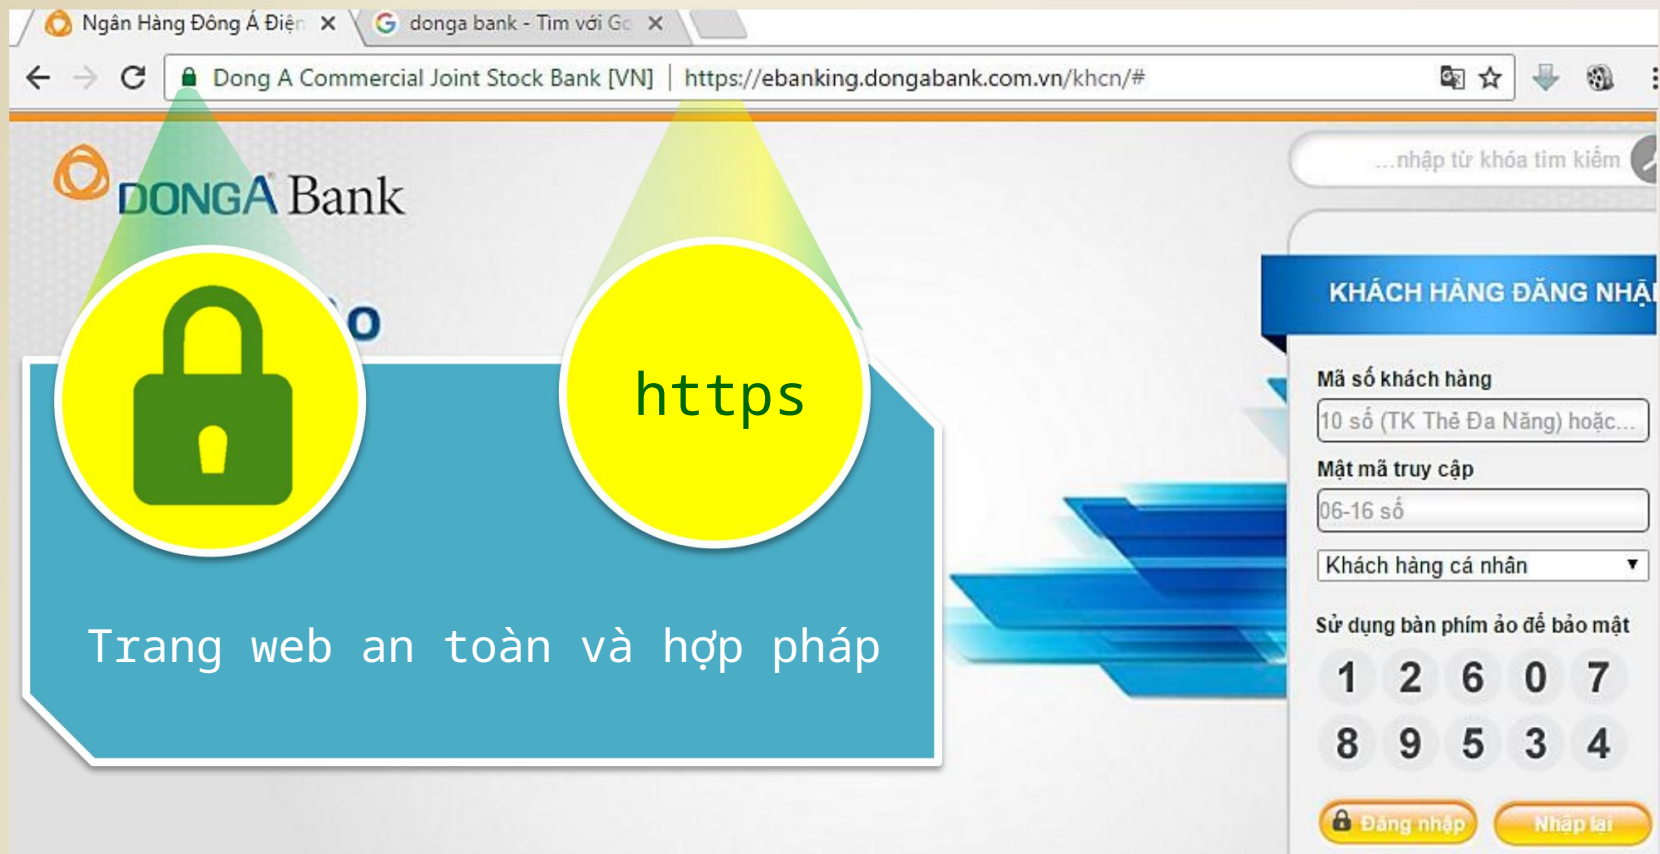 Ngân Hàng Đông Á Điện
donga bank - Tìm với Go
Dong A Commercial Joint Stock Bank [VN] | https://ebanking.dongabank.com.vn/khcn/#
...nhập từ khóa tìm kiếm
DONGA Bank
KHÁCH HÀNG ĐĂNG NHẬP
https
Mã số khách hàng
10 số (TK Thẻ Đa Năng) hoặc...
Mật mã truy cập
06-16 số
Khách hàng cá nhân
Trang web an toàn và hợp pháp
Sử dụng bàn phím ảo để bảo mật
1 2 6 0 7
8 9 5 3 4
Đăng nhập
Nhập lại